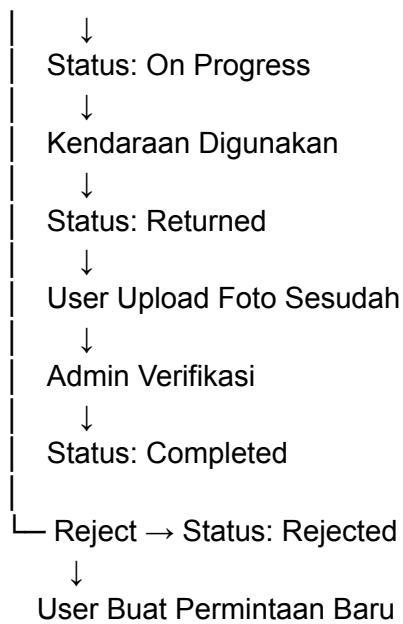 │ ↓
│ Status: On Progress
│ ↓
│ Kendaraan Digunakan
│ ↓
│ Status: Returned
│ ↓
│ User Upload Foto Sesudah
│ ↓
│ Admin Verifikasi
│ ↓
│ Status: Completed
│
└─ Reject → Status: Rejected
↓
User Buat Permintaan Baru